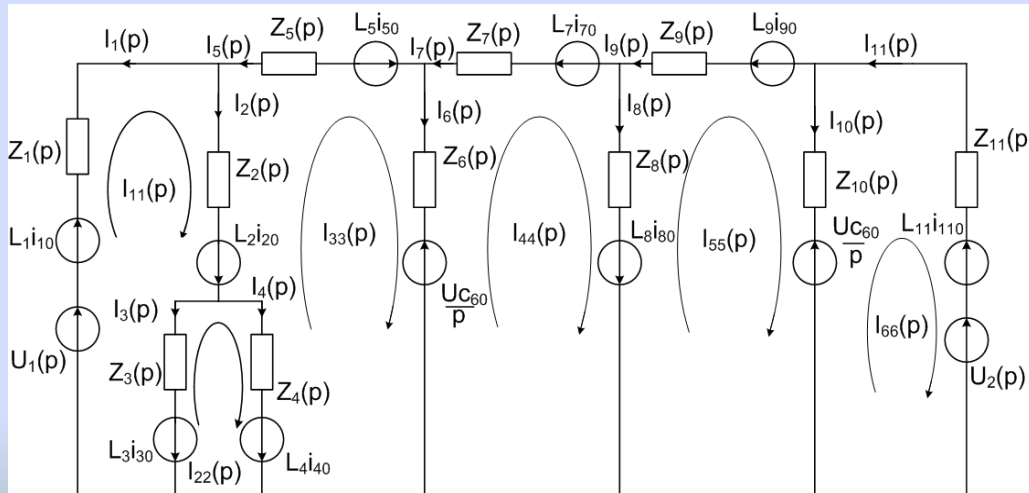 I₁(p)
I₅(p)
Z₅(p)
L₅i₅₀
I₇(p)
Z₇(p)
L₇i₇₀
I₉(p)
Z₉(p)
L₉i₉₀
I₁₁(p)
I₂(p)
I₆(p)
I₈(p)
I₁₀(p)
Z₁(p)
Z₂(p)
Z₆(p)
Z₈(p)
Z₁₀(p)
Z₁₁(p
I₁₁(p)
L₁i₁₀
L₂i₂₀
I₃₃(p)
I₄₄(p)
L₈i₈₀
I₅₅(p)
Uc₆₀
p
L₁₁i₁₁₀
Uc₆₀
p
I₃(p)
I₄(p)
U₁(p)
Z₃(p)
Z₄(p)
I₆₆(p)
U₂(p)
L₃i₃₀
I₂₂(p)
L₄i₄₀